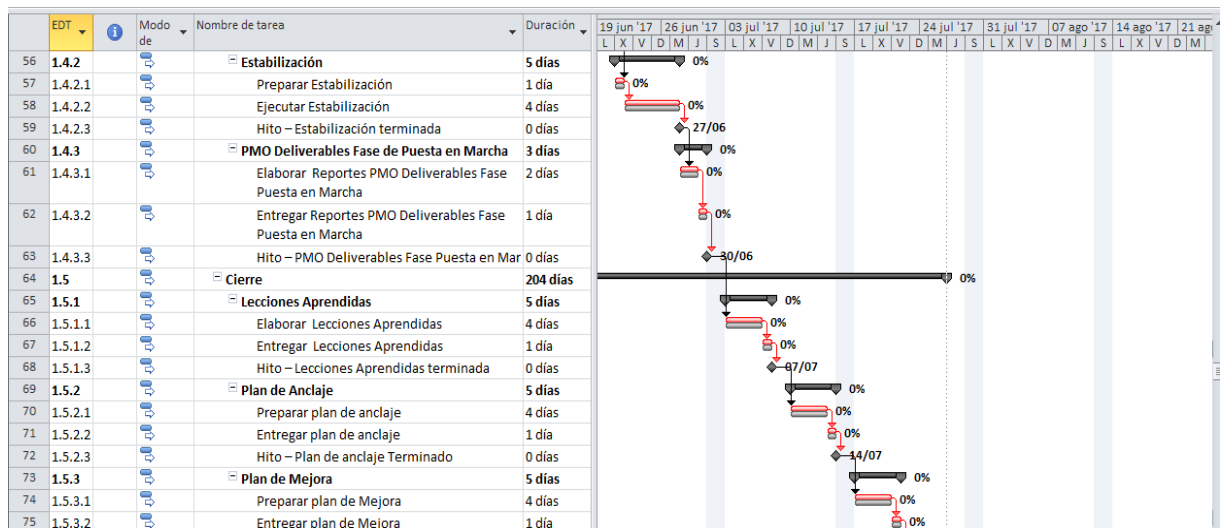 EDT Modo de Nombre de tarea Duración
19 jun '17 26 jun '17 03 jul '17 10 jul '17 17 jul '17 24 jul '17 31 jul '17 07 ago '17 14 ago '17 21 ag
L X V D M J S L X V D M J S L X V D M J S L X V D M J S L X V D M
56 1.4.2 Estabilización 5 días 0%
57 1.4.2.1 Preparar Estabilización 1 día 0%
58 1.4.2.2 Ejecutar Estabilización 4 días 0%
59 1.4.2.3 Hito – Estabilización terminada 0 días 27/06
60 1.4.3 PMO Deliverables Fase de Puesta en Marcha 3 días 0%
61 1.4.3.1 Elaborar Reportes PMO Deliverables Fase 2 días 0%
Puesta en Marcha
62 1.4.3.2 Entregar Reportes PMO Deliverables Fase 1 día 0%
Puesta en Marcha
63 1.4.3.3 Hito – PMO Deliverables Fase Puesta en Mar 0 días 30/06
64 1.5 Cierre 204 días 0%
65 1.5.1 Lecciones Aprendidas 5 días 0%
66 1.5.1.1 Elaborar Lecciones Aprendidas 4 días 0%
67 1.5.1.2 Entregar Lecciones Aprendidas 1 día 0%
68 1.5.1.3 Hito – Lecciones Aprendidas terminada 0 días 07/07
69 1.5.2 Plan de Anclaje 5 días 0%
70 1.5.2.1 Preparar plan de anclaje 4 días 0%
71 1.5.2.2 Entregar plan de anclaje 1 día 0%
72 1.5.2.3 Hito – Plan de anclaje Terminado 0 días 14/07
73 1.5.3 Plan de Mejora 5 días 0%
74 1.5.3.1 Preparar plan de Mejora 4 días 0%
75 1.5.3.2 Entregar plan de Mejora 1 día 0%